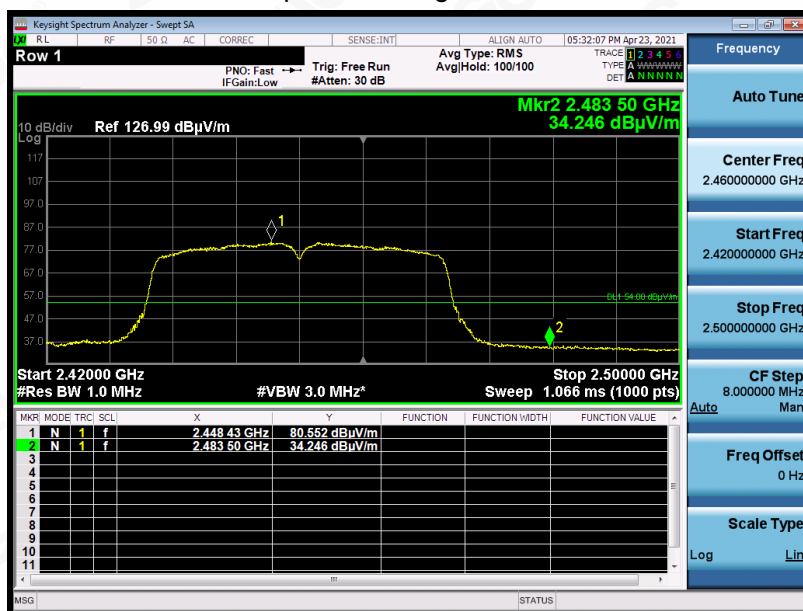 Keysight Spectrum Analyzer - Swept SA
LXI RL RF 50 Ω AC CORREC SENSE:INT ALIGN AUTO 05:32:07 PM Apr 23, 2021
Row 1
PNO: Fast
IFGain:Low
Trig: Free Run
#Atten: 30 dB
Avg Type: RMS
Avg|Hold: 100/100
TRACE 1 2 3 4 5 6
TYPE A WWWWW
DET A N N N N N
Mkr2 2.483 50 GHz
34.246 dBµV/m
10 dB/div Ref 126.99 dBµV/m
Log
117
107
97.0
87.0
77.0
67.0
57.0
47.0
37.0
1
DL1 54.00 dBµV/m
2
Start 2.42000 GHz Stop 2.50000 GHz
#Res BW 1.0 MHz #VBW 3.0 MHz* Sweep 1.066 ms (1000 pts)
MKR MODE TRC SCL X Y FUNCTION FUNCTION WIDTH FUNCTION VALUE
1 N 1 f 2.448 43 GHz 80.552 dBµV/m
2 N 1 f 2.483 50 GHz 34.246 dBµV/m
3
4
5
6
7
8
9
10
11
MSG STATUS
Frequency
Auto Tune
Center Freq
2.460000000 GHz
Start Freq
2.420000000 GHz
Stop Freq
2.500000000 GHz
CF Step
8.000000 MHz
Auto Man
Freq Offset
0 Hz
Scale Type
Log Lin